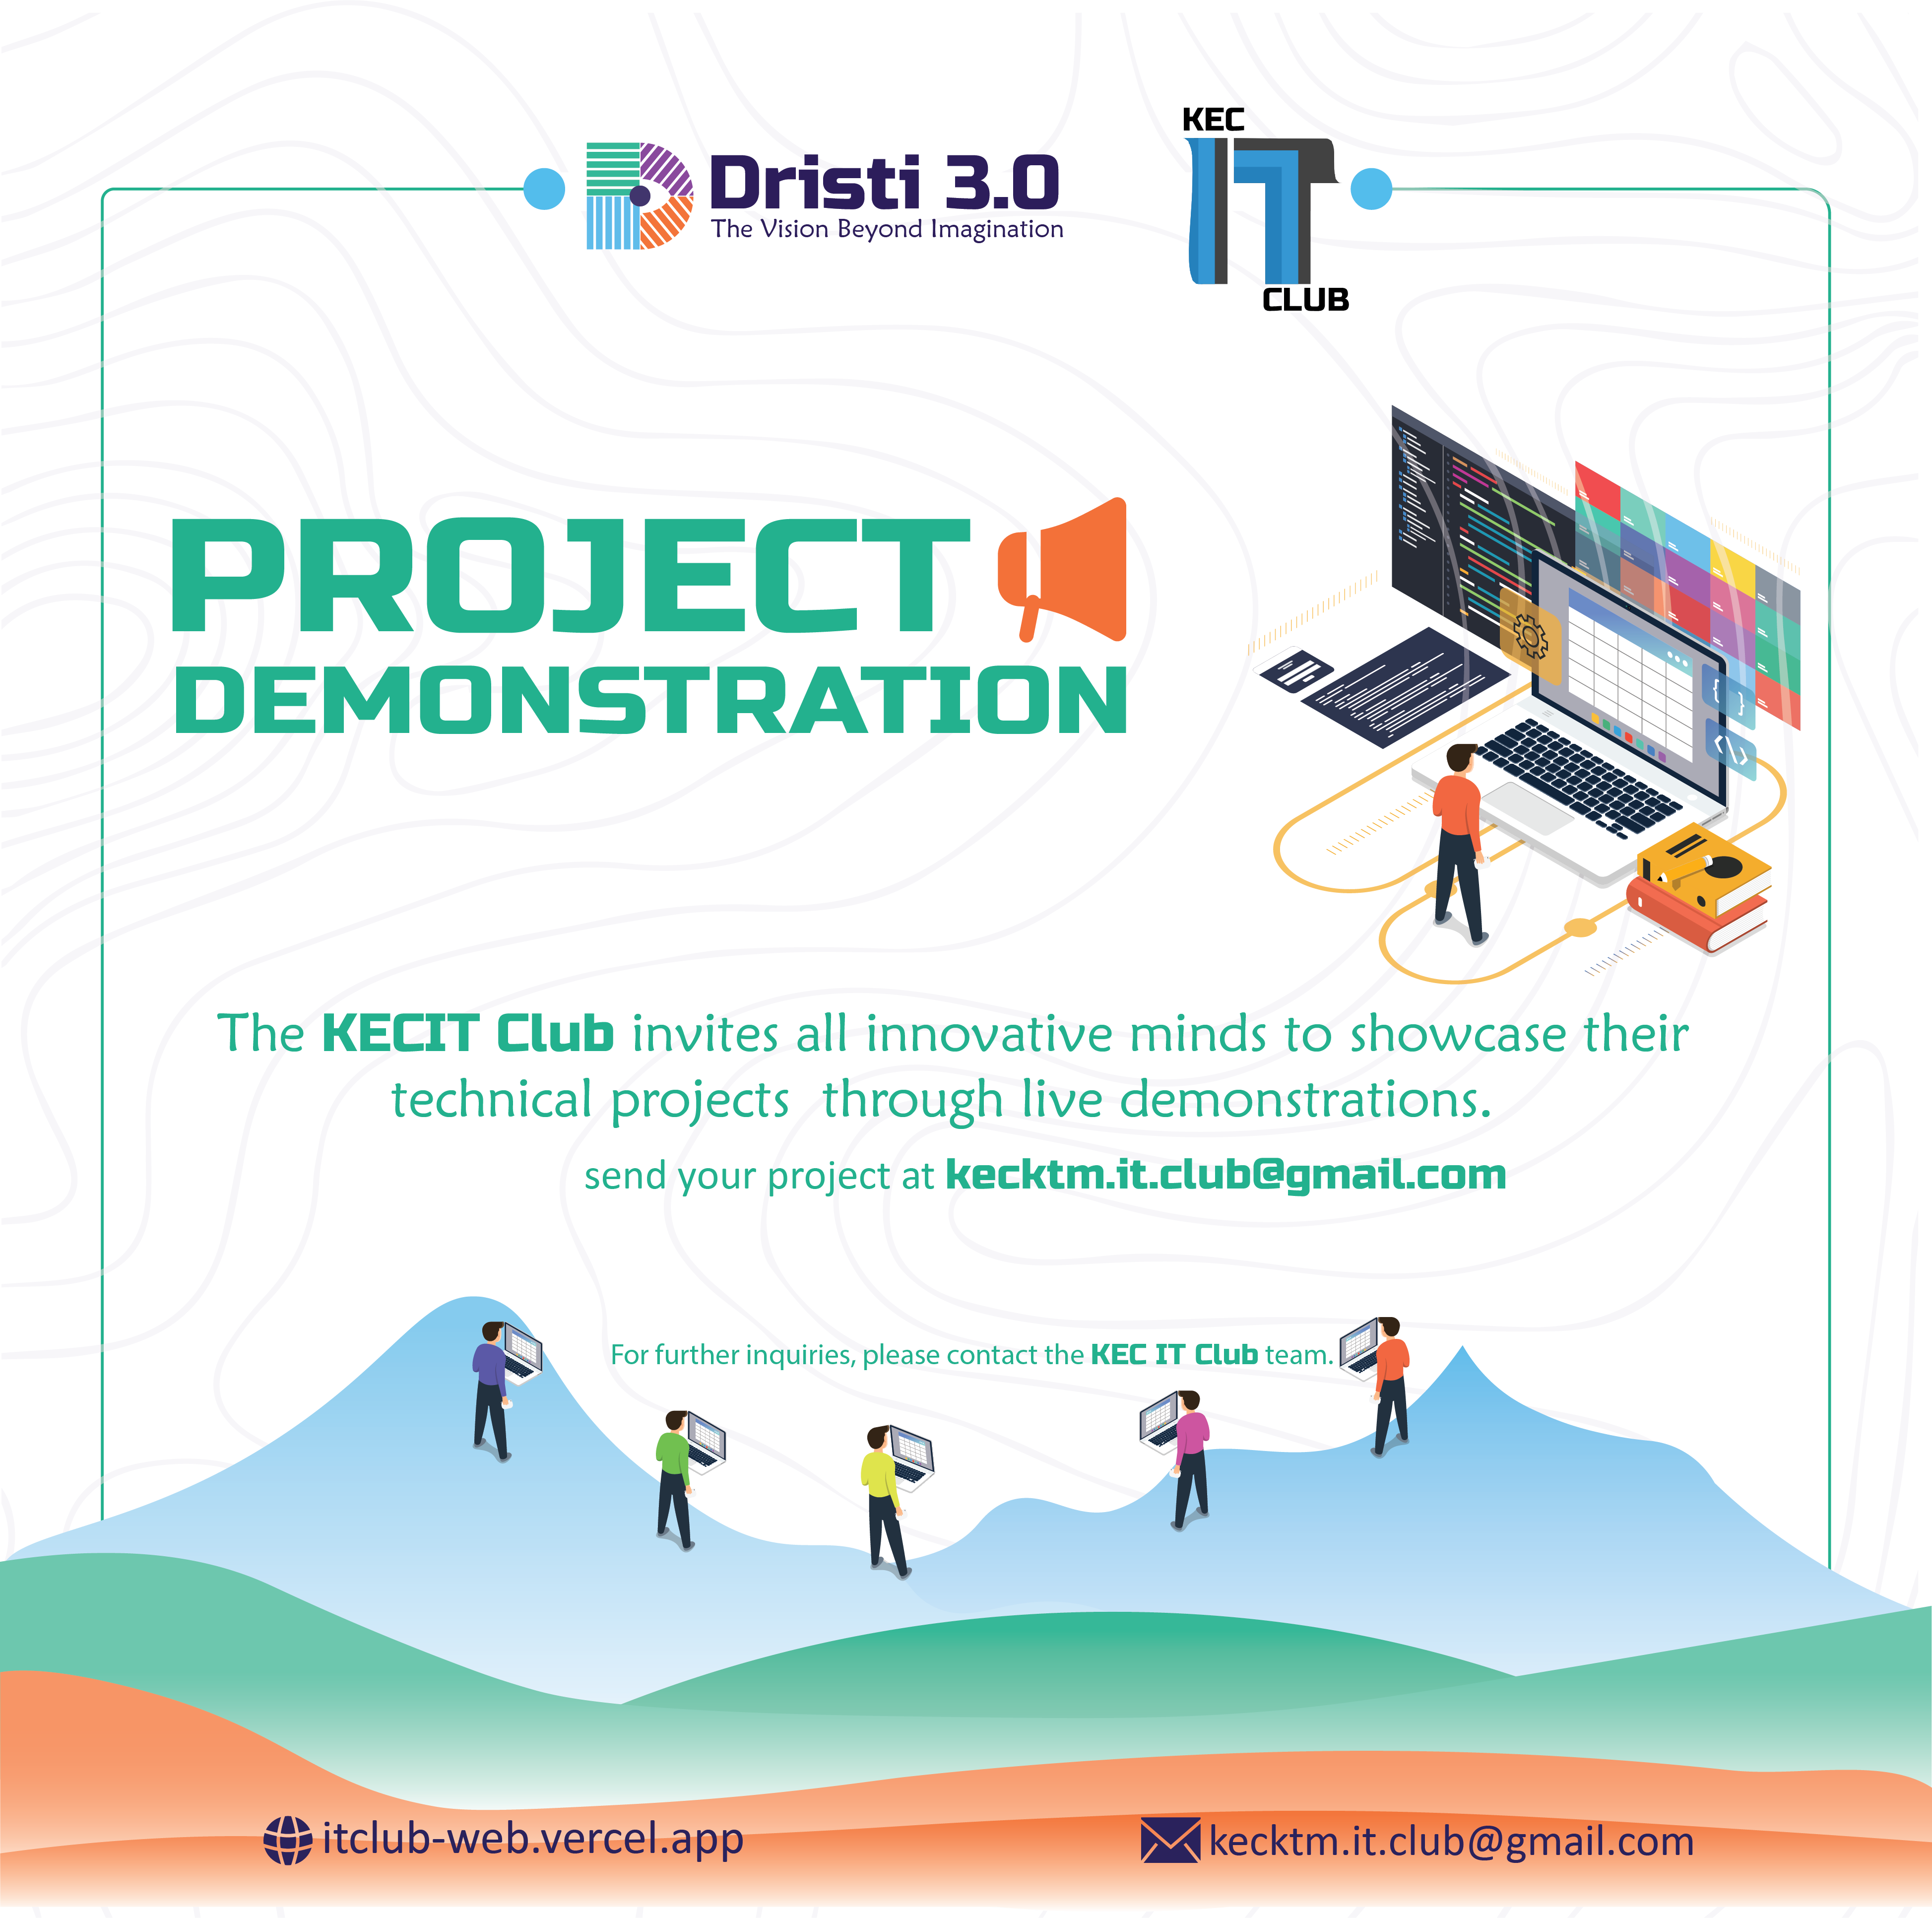 KEC
IT
CLUB
Dristi 3.0
The Vision Beyond Imagination
PROJECT
DEMONSTRATION
{ }
<\>
The KECIT Club invites all innovative minds to showcase their
technical projects through live demonstrations.
send your project at kecktm.it.club@gmail.com
For further inquiries, please contact the KEC IT Club team.
itclub-web.vercel.app
kecktm.it.club@gmail.com